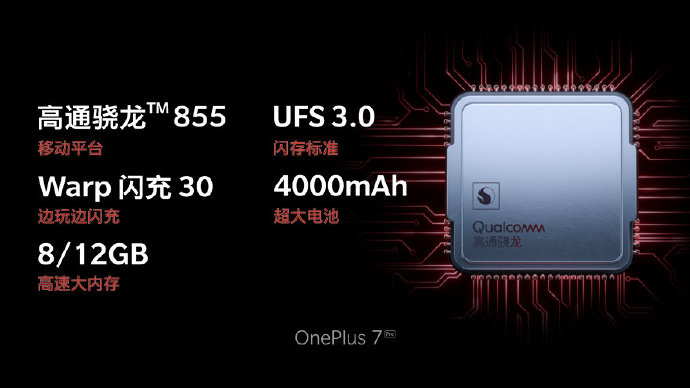 高通骁龙™ 855
移动平台
UFS 3.0
闪存标准
Warp 闪充 30
边玩边闪充
4000mAh
超大电池
8/12GB
高速大内存
Qualcomm
高通骁龙
OnePlus 7 Pro